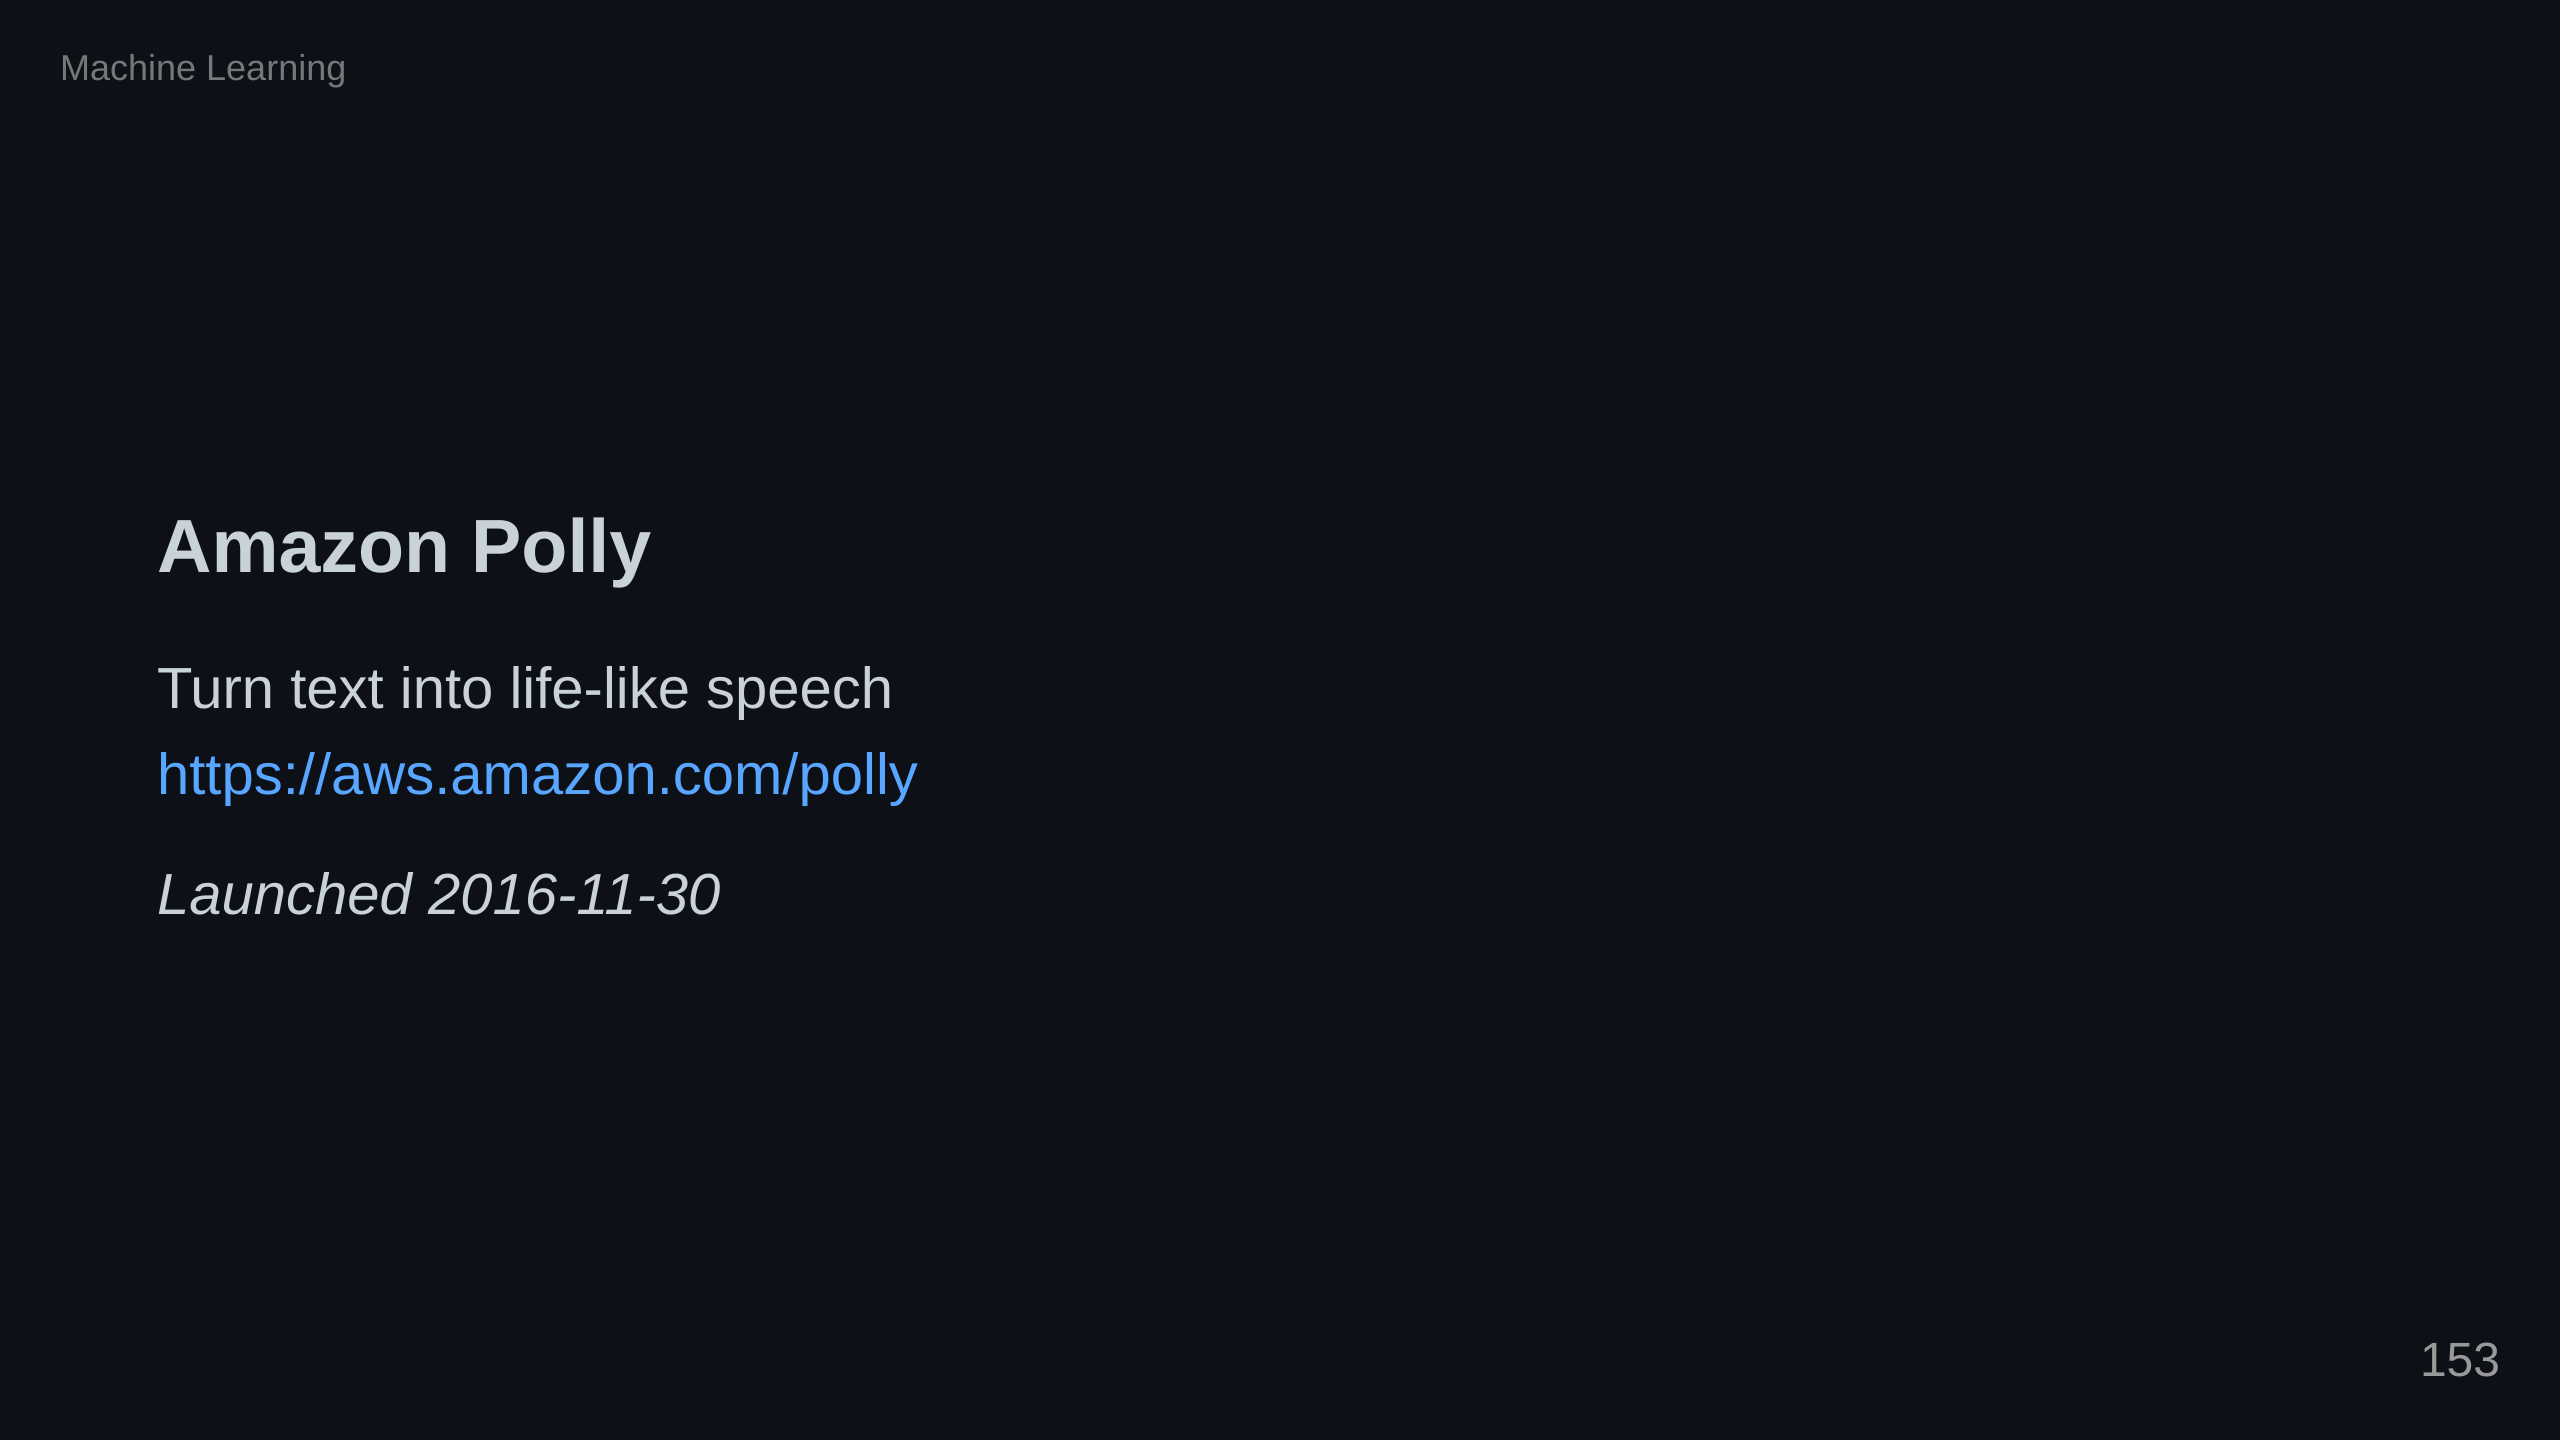 Machine Learning
Amazon Polly
Turn text into life-like speech
https://aws.amazon.com/polly
Launched 2016-11-30
153